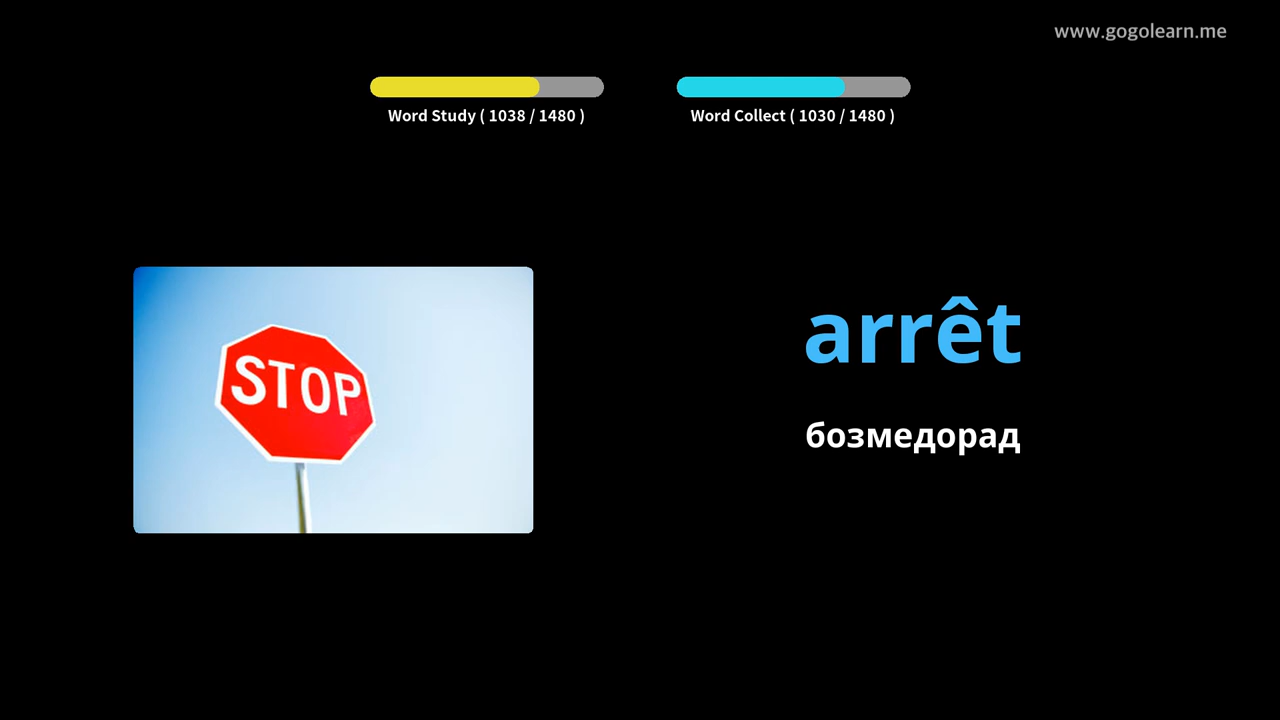 www.gogolearn.me
Word Study ( 1038 / 1480 )
Word Collect ( 1030 / 1480 )
STOP
arrêt
бозмедорад